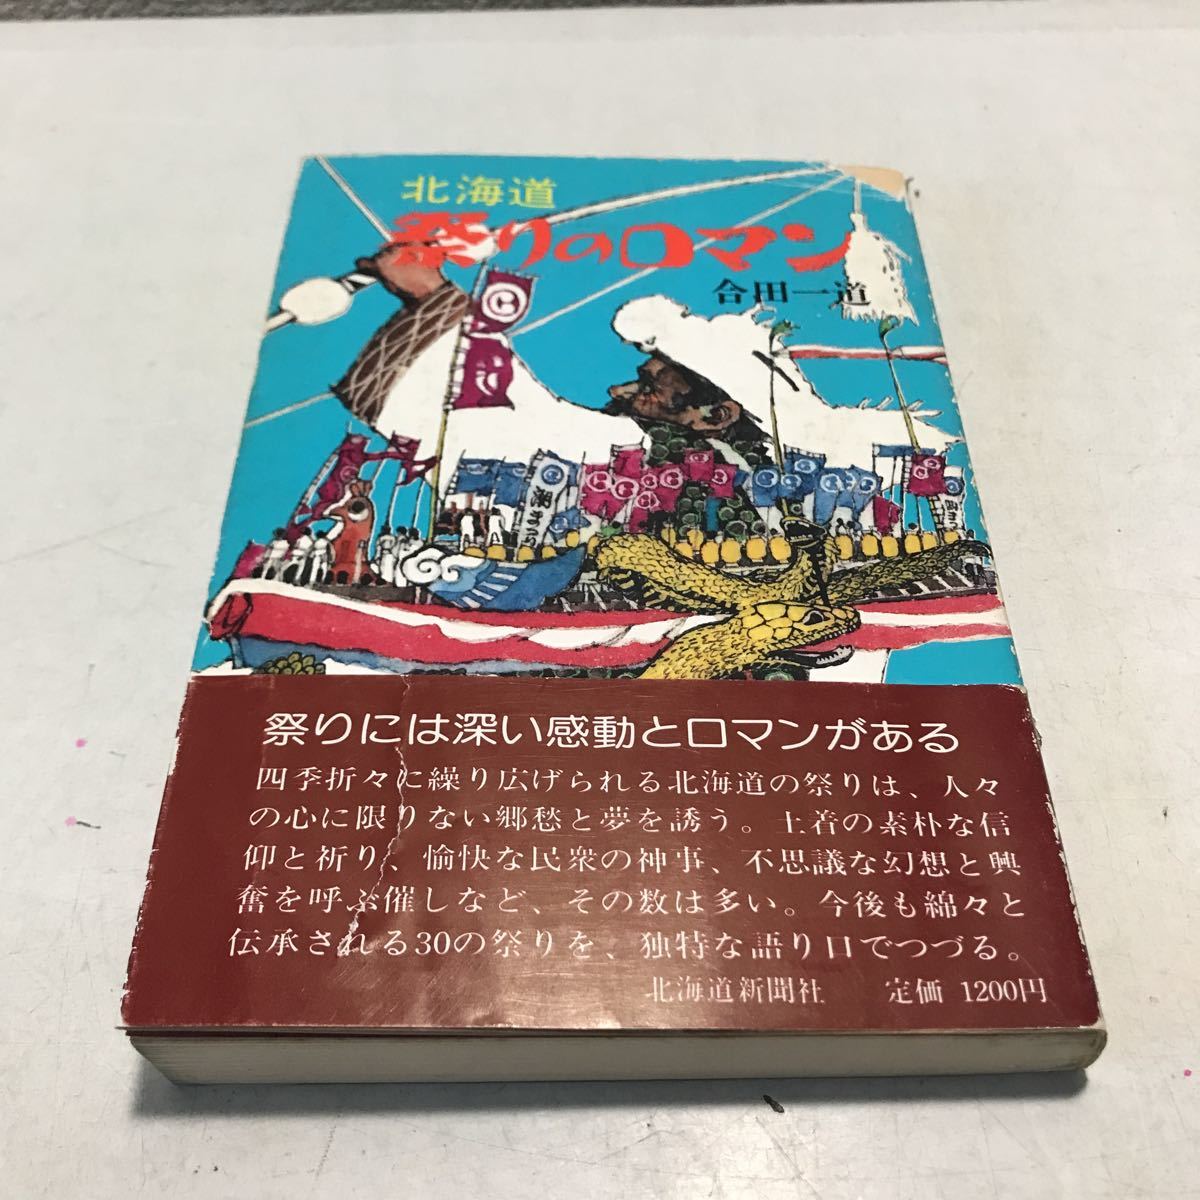 北海道
祭りのロマン
合田一道
祭りには深い感動とロマンがある
四季折々に繰り広げられる北海道の祭りは、人々
の心に限りない郷愁と夢を誘う。土着の素朴な信
仰と祈り、愉快な民衆の神事、不思議な幻想と興
奮を呼ぶ催しなど、その数は多い。今後も綿々と
伝承される30の祭りを、独特な語り口でつづる。
北海道新聞社 定価 1200円